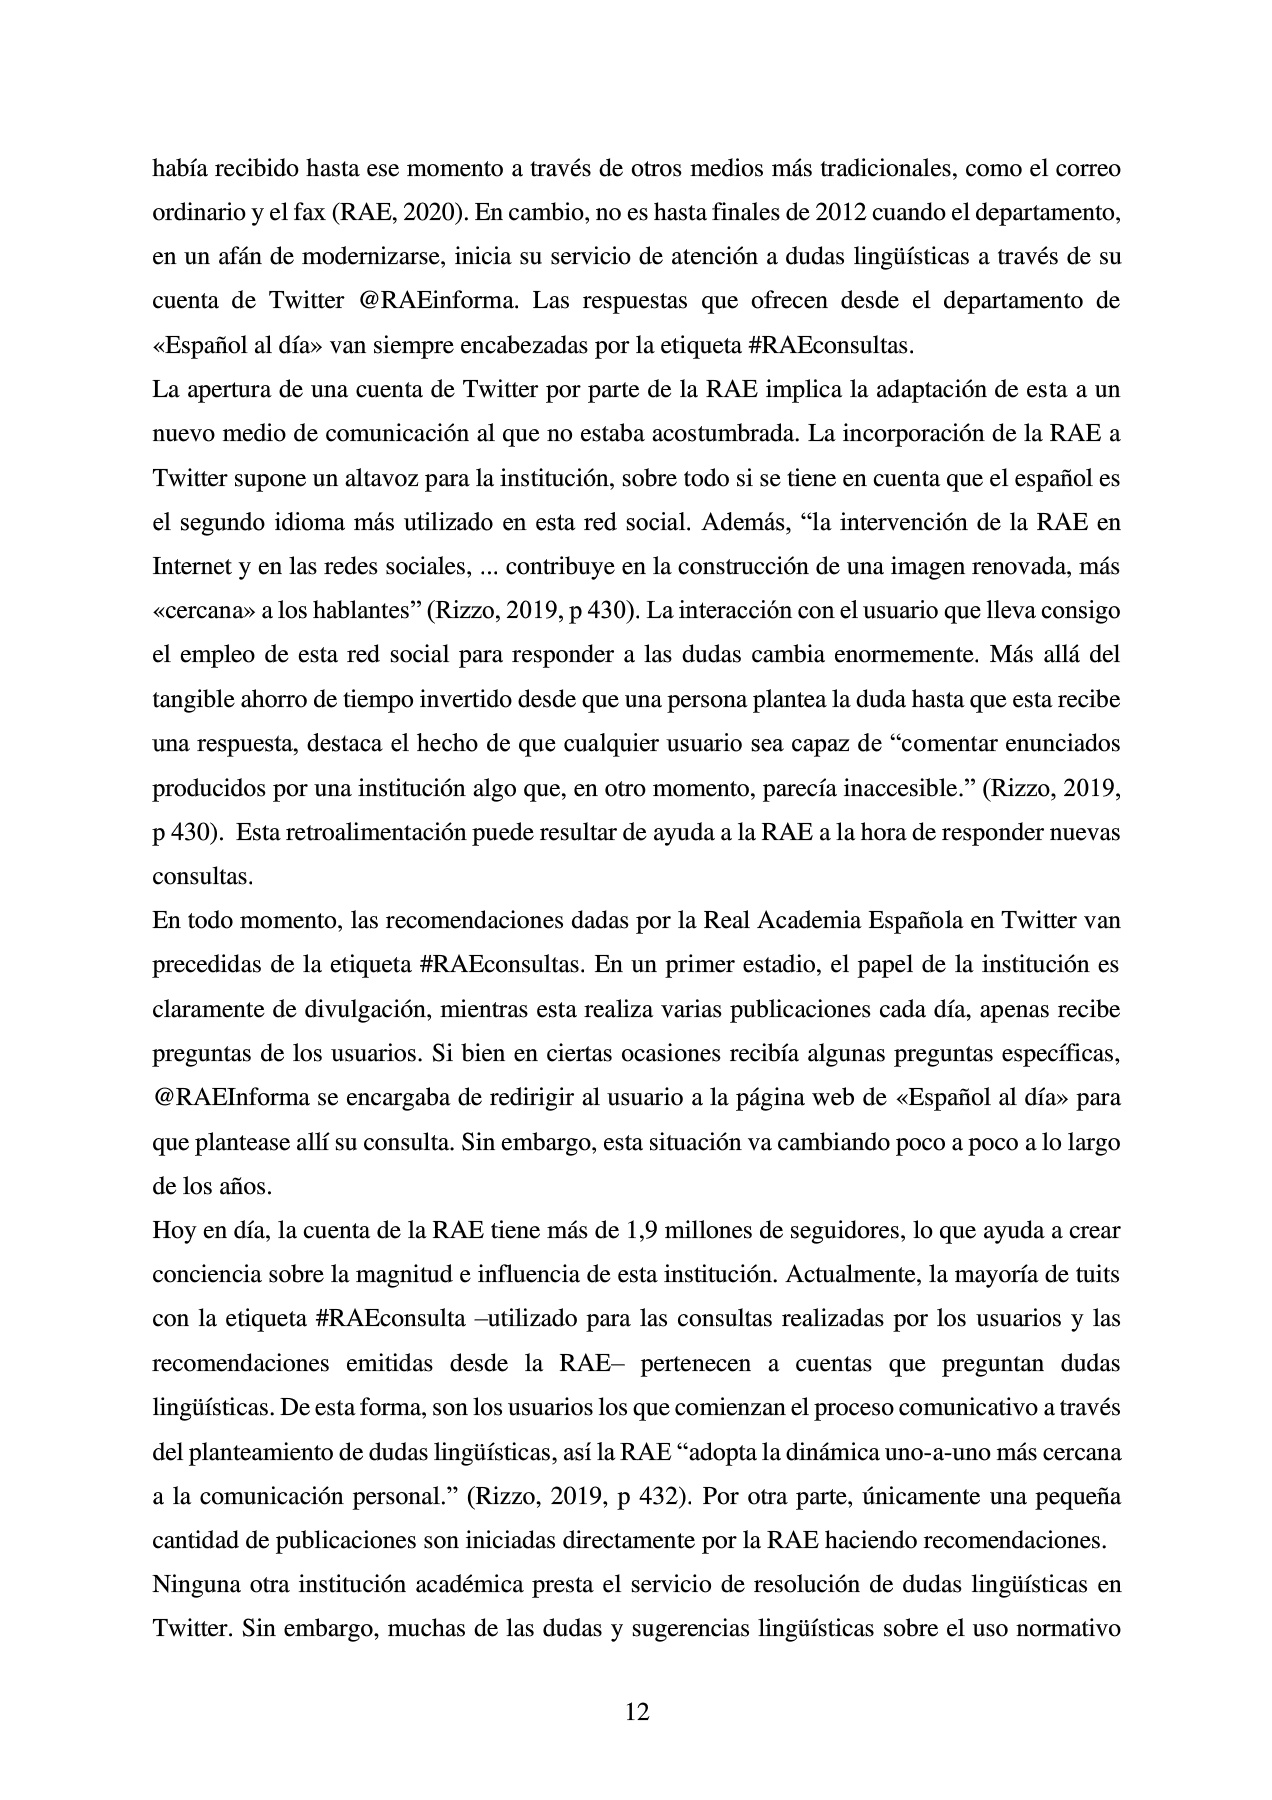 había recibido hasta ese momento a través de otros medios más tradicionales, como el correo
ordinario y el fax (RAE, 2020). En cambio, no es hasta finales de 2012 cuando el departamento,
en un afán de modernizarse, inicia su servicio de atención a dudas lingüísticas a través de su
cuenta de Twitter @RAEinforma. Las respuestas que ofrecen desde el departamento de
«Español al día» van siempre encabezadas por la etiqueta #RAEconsultas.
La apertura de una cuenta de Twitter por parte de la RAE implica la adaptación de esta a un
nuevo medio de comunicación al que no estaba acostumbrada. La incorporación de la RAE a
Twitter supone un altavoz para la institución, sobre todo si se tiene en cuenta que el español es
el segundo idioma más utilizado en esta red social. Además, “la intervención de la RAE en
Internet y en las redes sociales, ... contribuye en la construcción de una imagen renovada, más
«cercana» a los hablantes” (Rizzo, 2019, p 430). La interacción con el usuario que lleva consigo
el empleo de esta red social para responder a las dudas cambia enormemente. Más allá del
tangible ahorro de tiempo invertido desde que una persona plantea la duda hasta que esta recibe
una respuesta, destaca el hecho de que cualquier usuario sea capaz de “comentar enunciados
producidos por una institución algo que, en otro momento, parecía inaccesible.” (Rizzo, 2019,
p 430).  Esta retroalimentación puede resultar de ayuda a la RAE a la hora de responder nuevas
consultas.
En todo momento, las recomendaciones dadas por la Real Academia Española en Twitter van
precedidas de la etiqueta #RAEconsultas. En un primer estadio, el papel de la institución es
claramente de divulgación, mientras esta realiza varias publicaciones cada día, apenas recibe
preguntas de los usuarios. Si bien en ciertas ocasiones recibía algunas preguntas específicas,
@RAEInforma se encargaba de redirigir al usuario a la página web de «Español al día» para
que plantease allí su consulta. Sin embargo, esta situación va cambiando poco a poco a lo largo
de los años.
Hoy en día, la cuenta de la RAE tiene más de 1,9 millones de seguidores, lo que ayuda a crear
conciencia sobre la magnitud e influencia de esta institución. Actualmente, la mayoría de tuits
con la etiqueta #RAEconsulta –utilizado para las consultas realizadas por los usuarios y las
recomendaciones emitidas desde la RAE– pertenecen a cuentas que preguntan dudas
lingüísticas. De esta forma, son los usuarios los que comienzan el proceso comunicativo a través
del planteamiento de dudas lingüísticas, así la RAE “adopta la dinámica uno-a-uno más cercana
a la comunicación personal.” (Rizzo, 2019, p 432). Por otra parte, únicamente una pequeña
cantidad de publicaciones son iniciadas directamente por la RAE haciendo recomendaciones.
Ninguna otra institución académica presta el servicio de resolución de dudas lingüísticas en
Twitter. Sin embargo, muchas de las dudas y sugerencias lingüísticas sobre el uso normativo
12